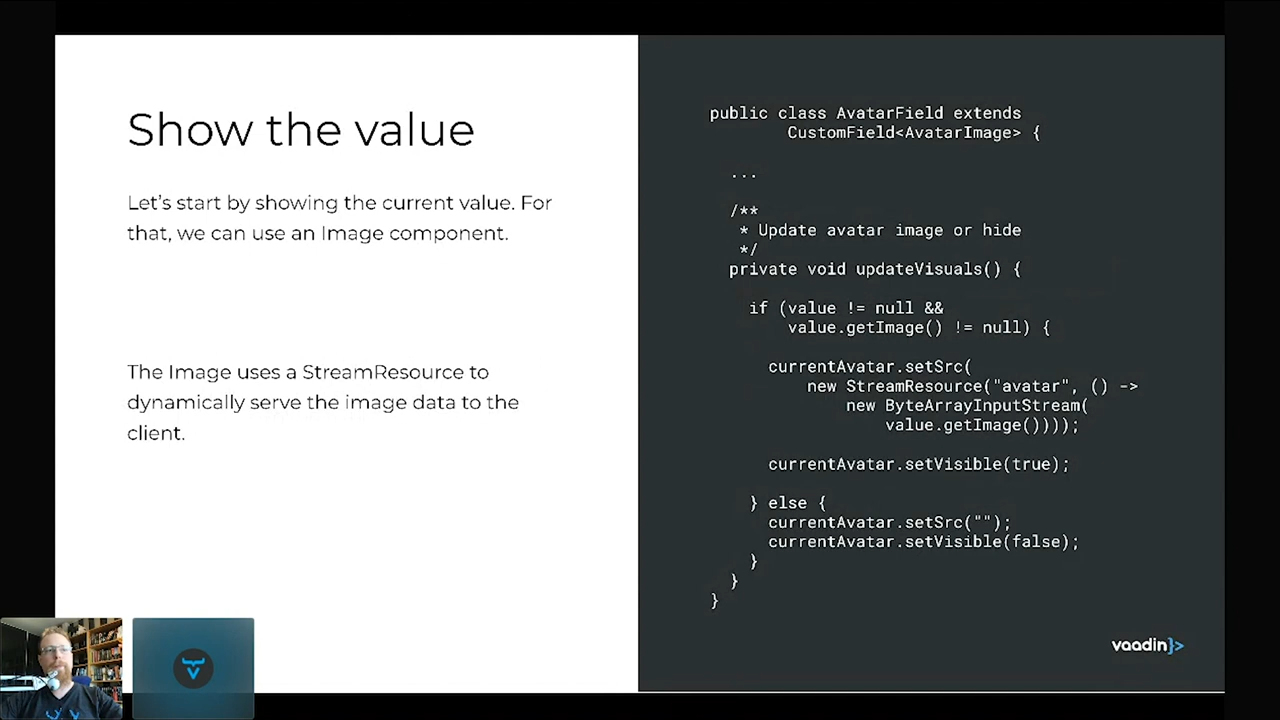 Show the value
Let's start by showing the current value. For
that, we can use an Image component.
The Image uses a StreamResource to
dynamically serve the image data to the
client.
public class AvatarField extends
CustomField<AvatarImage> {
...
/**
* Update avatar image or hide
*/
private void updateVisuals() {
if (value != null &&
value.getImage() != null) {
currentAvatar.setSrc(
new StreamResource("avatar", () ->
new ByteArrayInputStream(
value.getImage())));
currentAvatar.setVisible(true);
} else {
currentAvatar.setSrc("");
currentAvatar.setVisible(false);
}
}
}
vaadin}>